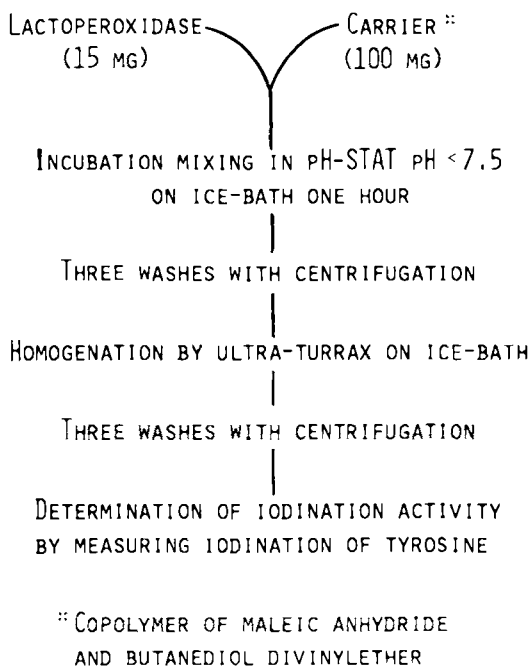 LACTOPEROXIDASE CARRIER※
(15 MG) (100 MG)
INCUBATION MIXING IN PH-STAT PH <7.5
ON ICE-BATH ONE HOUR
THREE WASHES WITH CENTRIFUGATION
HOMOGENATION BY ULTRA-TURRAX ON ICE-BATH
THREE WASHES WITH CENTRIFUGATION
DETERMINATION OF IODINATION ACTIVITY
BY MEASURING IODINATION OF TYROSINE
※COPOLYMER OF MALEIC ANHYDRIDE
AND BUTANEDIOL DIVINYLETHER